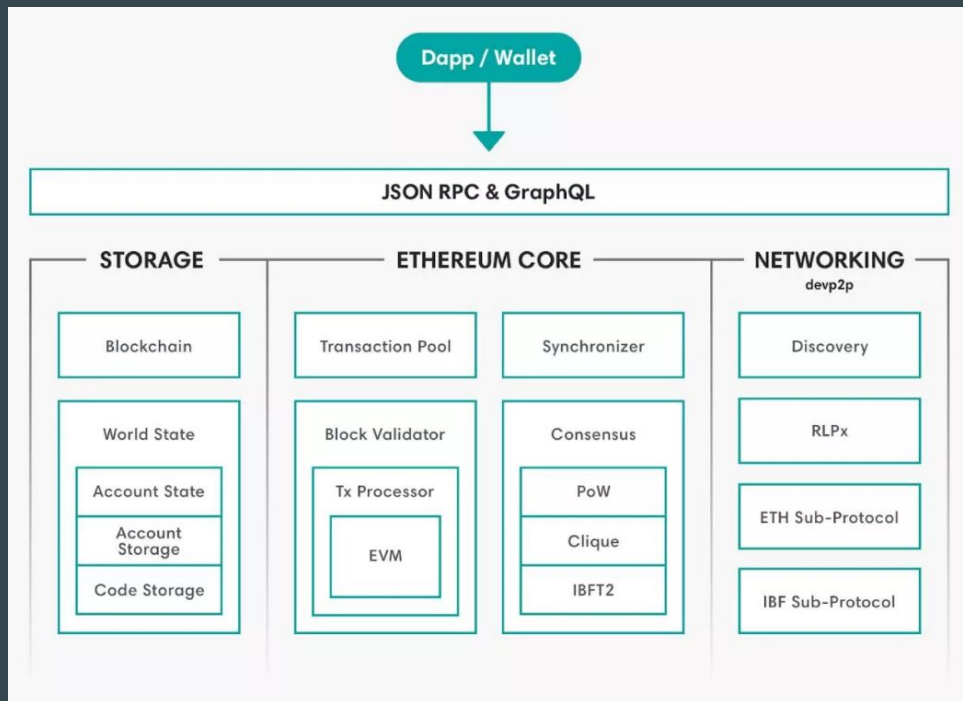 Dapp / Wallet
JSON RPC & GraphQL
STORAGE
ETHEREUM CORE
NETWORKING
devp2p
Blockchain
Transaction Pool
Synchronizer
Discovery
World State
Account State
Account
Storage
Code Storage
Block Validator
Tx Processor
EVM
Consensus
PoW
Clique
IBFT2
RLPx
ETH Sub-Protocol
IBF Sub-Protocol